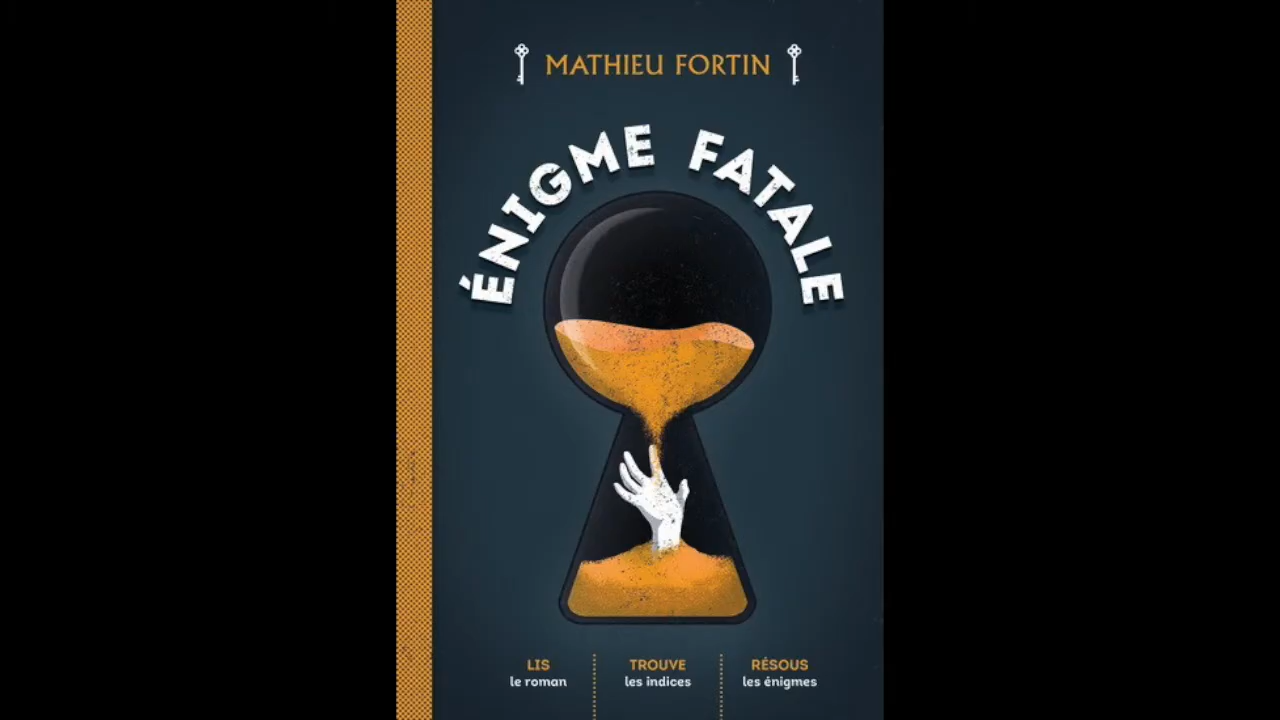 MATHIEU FORTIN
ÉNIGME FATALE
LIS
le roman
TROUVE
les indices
RÉSOUS
les énigmes